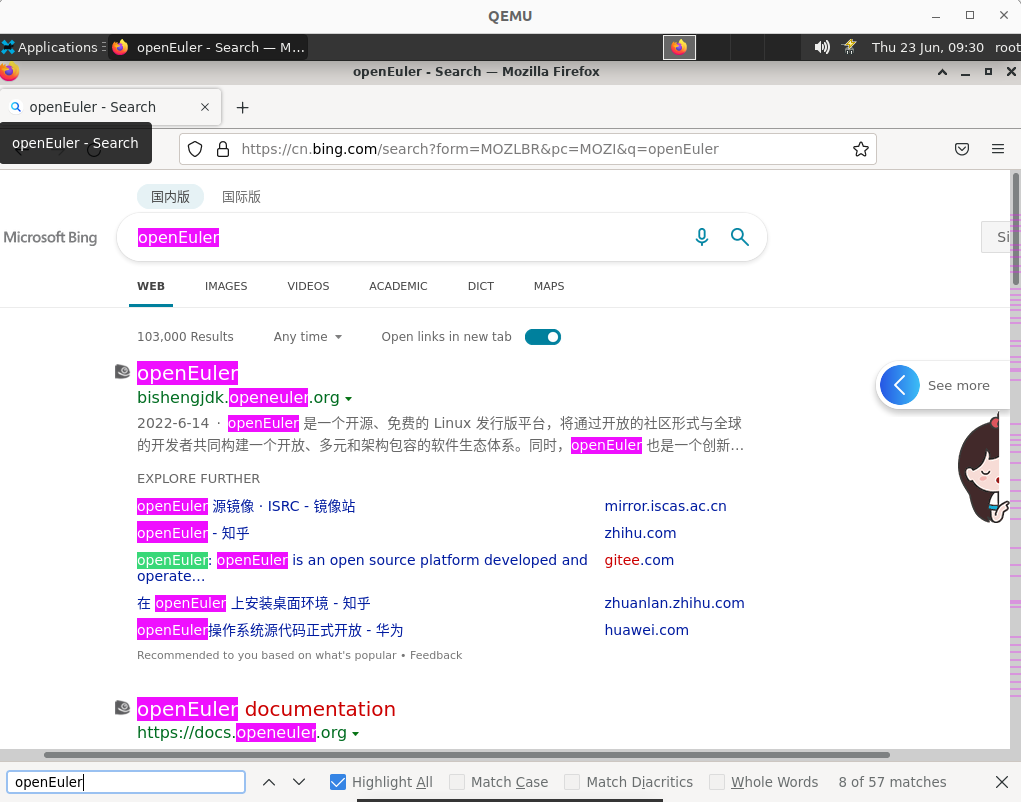 QEMU
Applications
openEuler - Search — M...
Thu 23 Jun, 09:30
root
openEuler - Search — Mozilla Firefox
openEuler - Search
openEuler - Search
https://cn.bing.com/search?form=MOZLBR&pc=MOZI&q=openEuler
国内版 国际版
Microsoft Bing
openEuler
Si
WEB IMAGES VIDEOS ACADEMIC DICT MAPS
103,000 Results Any time Open links in new tab
openEuler
bishengjdk.openeuler.org
See more
2022-6-14 · openEuler 是一个开源、免费的 Linux 发行版平台，将通过开放的社区形式与全球
的开发者共同构建一个开放、多元和架构包容的软件生态体系。同时，openEuler 也是一个创新…
EXPLORE FURTHER
openEuler 源镜像 · ISRC - 镜像站 mirror.iscas.ac.cn
openEuler - 知乎 zhihu.com
openEuler: openEuler is an open source platform developed and gitee.com
operate…
在 openEuler 上安装桌面环境 - 知乎 zhuanlan.zhihu.com
openEuler操作系统源代码正式开放 - 华为 huawei.com
Recommended to you based on what's popular • Feedback
openEuler documentation
https://docs.openeuler.org
openEuler
Highlight All Match Case Match Diacritics Whole Words 8 of 57 matches